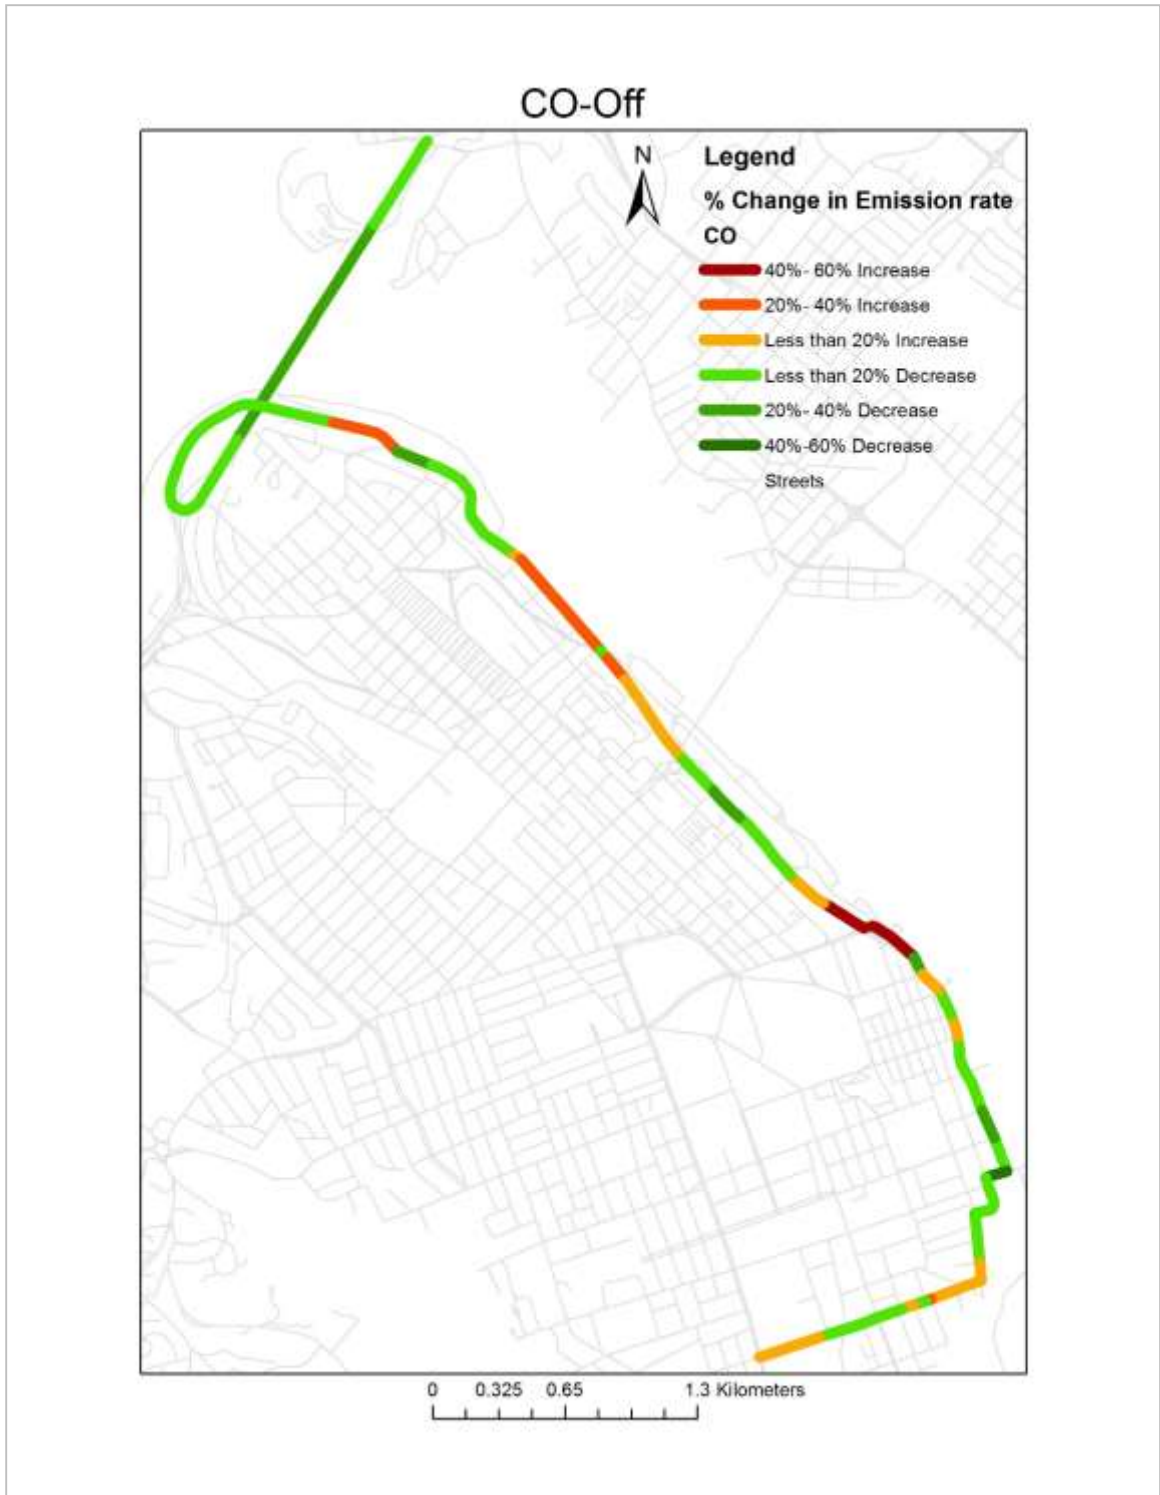 CO-Off
N
Legend
% Change in Emission rate
CO
40%- 60% Increase
20%- 40% Increase
Less than 20% Increase
Less than 20% Decrease
20%- 40% Decrease
40%-60% Decrease
Streets
0 0.325 0.65 1.3 Kilometers